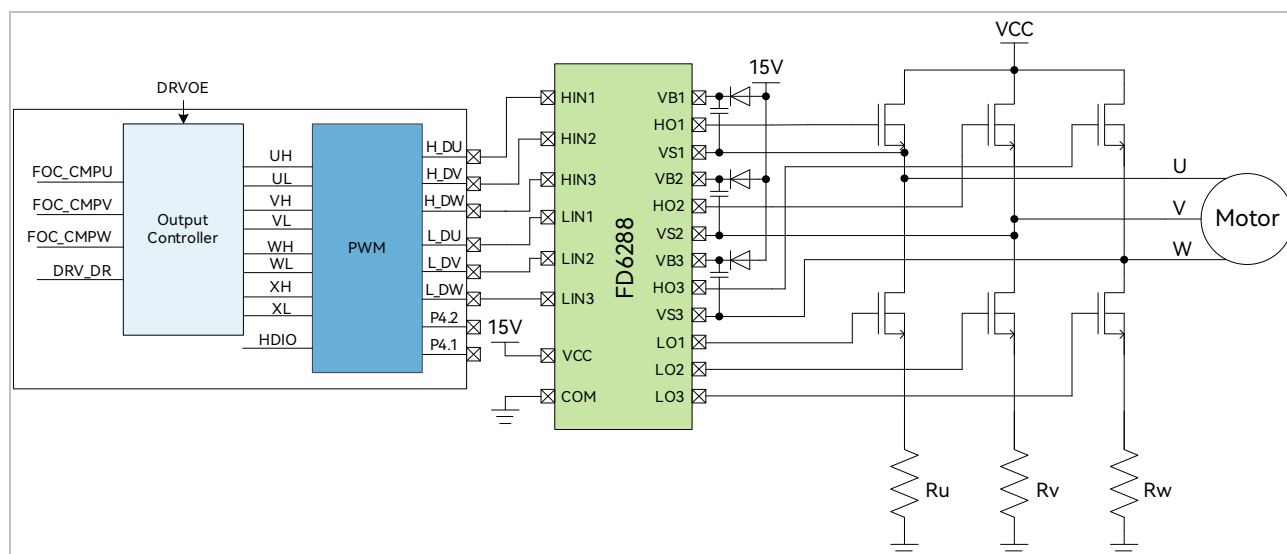 DRVOE
FOC_CMPU
FOC_CMPV
FOC_CMPW
DRV_DR
Output
Controller
UH
UL
VH
VL
WH
WL
XH
XL
HDIO
PWM
H_DU
H_DV
H_DW
L_DU
L_DV
L_DW
P4.2
P4.1
15V
HIN1
HIN2
HIN3
LIN1
LIN2
LIN3
VCC
COM
FD6288
VB1
HO1
VS1
VB2
HO2
VS2
VB3
HO3
VS3
LO1
LO2
LO3
15V
VCC
U
V
W
Motor
Ru
Rv
Rw